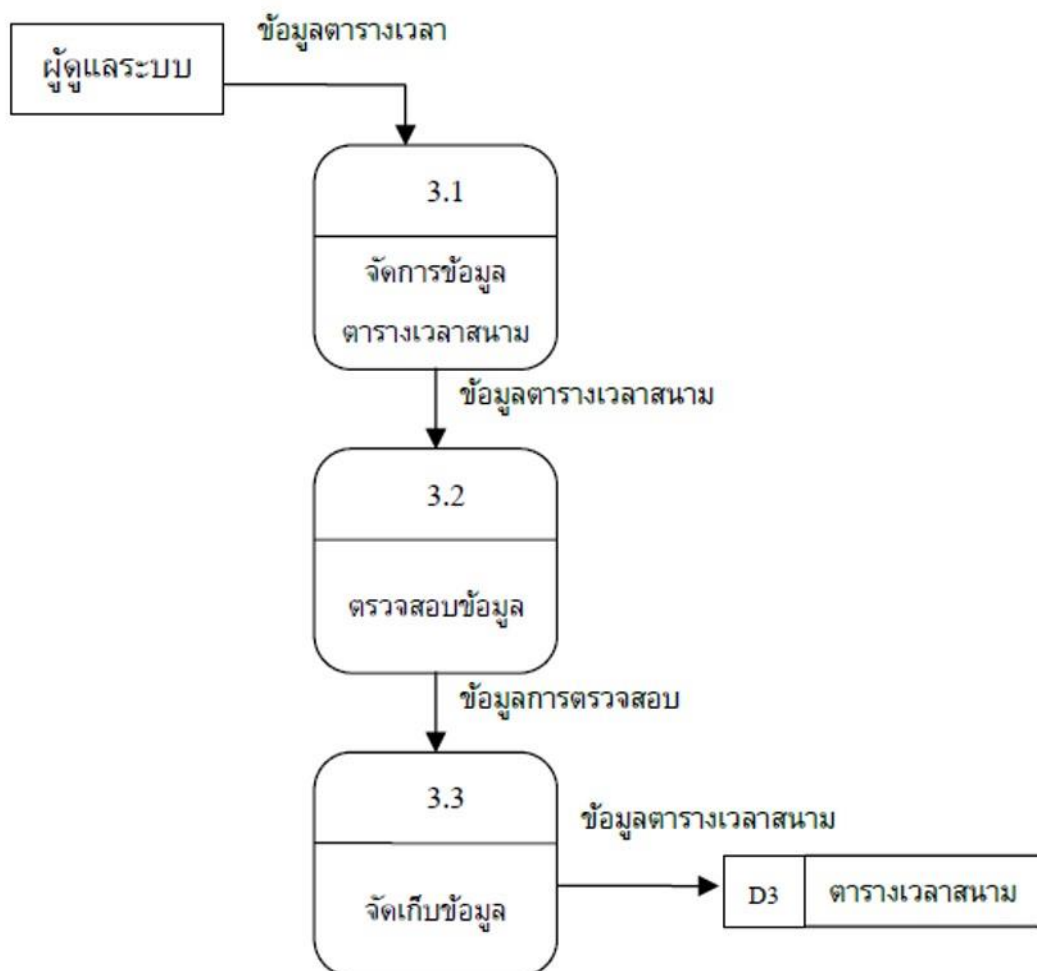 ข้อมูลตารางเวลา
ผู้ดูแลระบบ
3.1
จัดการข้อมูล
ตารางเวลาสนาม
ข้อมูลตารางเวลาสนาม
3.2
ตรวจสอบข้อมูล
ข้อมูลการตรวจสอบ
3.3
ข้อมูลตารางเวลาสนาม
D3 ตารางเวลาสนาม
จัดเก็บข้อมูล